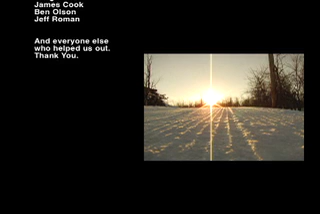 James Cook
Ben Olson
Jeff Roman
And everyone else
who helped us out.
Thank You.